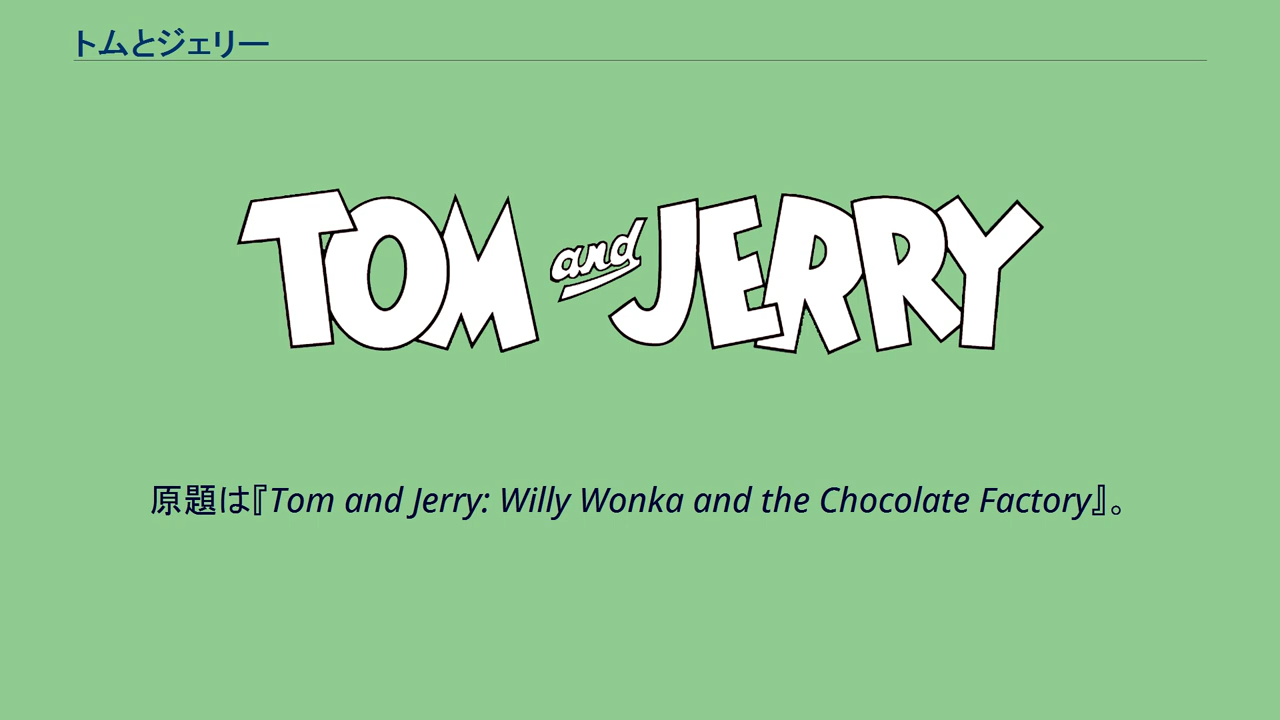 トムとジェリー
TOM and JERRY
原題は『Tom and Jerry: Willy Wonka and the Chocolate Factory』。